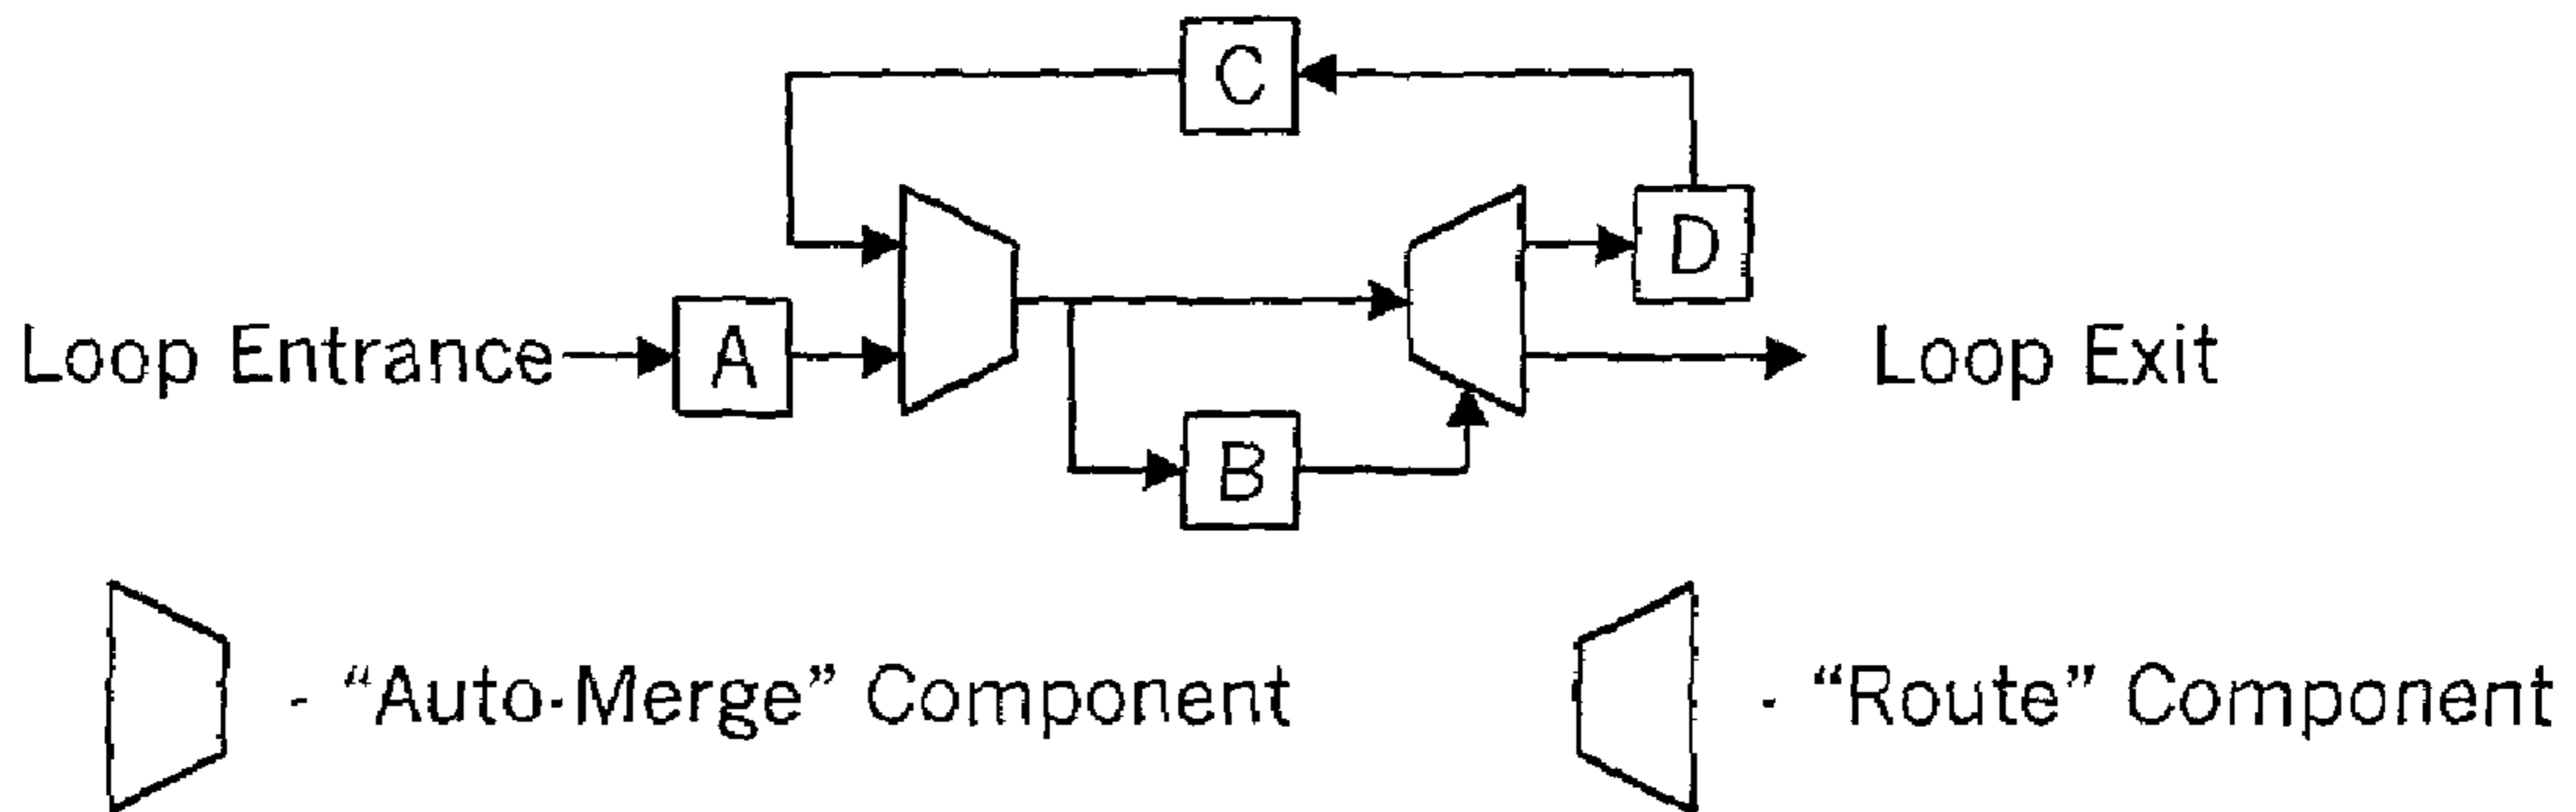 C
D
Loop Entrance
A
Loop Exit
B
- "Auto-Merge" Component
- "Route" Component